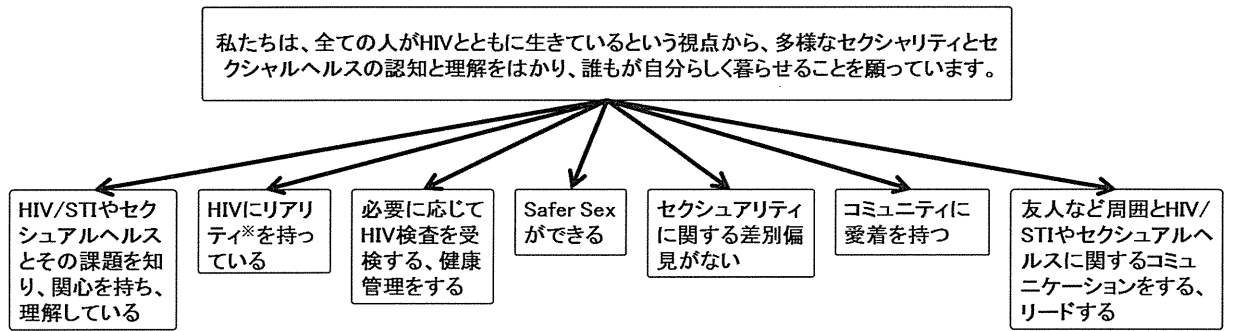 私たちは、全ての人がHIVとともに生きているという視点から、多様なセクシャリティとセ
クシャルヘルスの認知と理解をはかり、誰もが自分らしく暮らせることを願っています。
HIV/STIやセク
シュアルヘルス
とその課題を知
り、関心を持ち、
理解している
HIVにリアリ
ティ※を持っ
ている
必要に応じて
HIV検査を受
検する、健康
管理をする
Safer Sex
ができる
セクシュアリティ
に関する差別偏
見がない
コミュニティに
愛着を持つ
友人など周囲とHIV/
STIやセクシュアルヘ
ルスに関するコミュ
ニケーションをする、
リードする